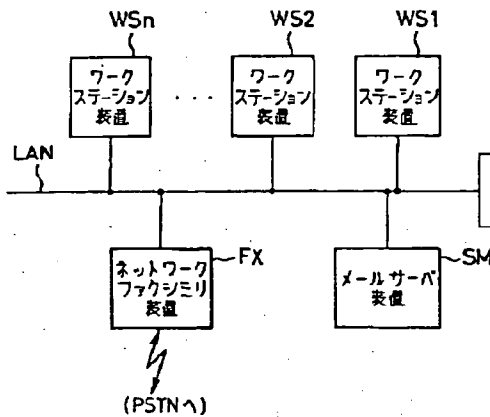 WSn
WS2
WS1
ワーク
ステーション
装置
・・・
ワーク
ステーション
装置
ワーク
ステーション
装置
LAN
ネットワーク
ファクシミリ
装置
FX
メールサーバ
装置
SM
(PSTNへ)